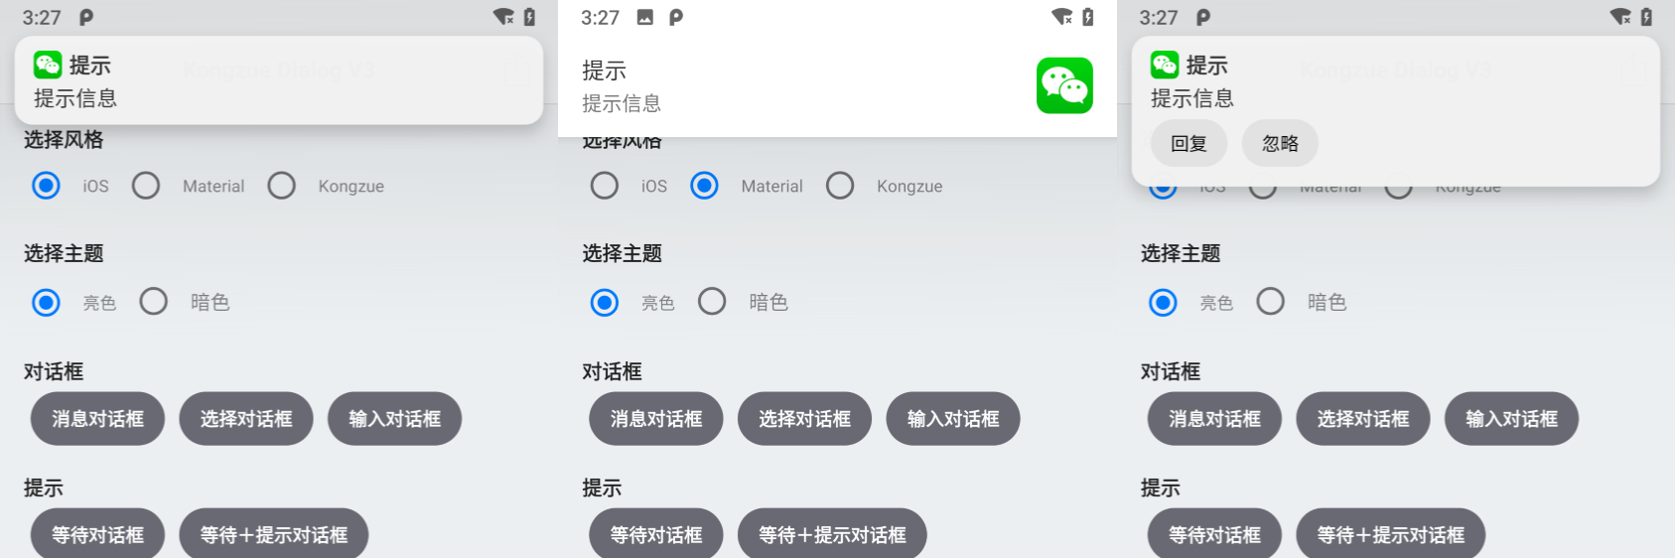 3:27
提示
Kongzue Dialog V3
提示信息
选择风格
iOS Material Kongzue
选择主题
亮色 暗色
对话框
消息对话框 选择对话框 输入对话框
提示
等待对话框 等待+提示对话框
3:27
提示
提示信息
选择风格
iOS Material Kongzue
选择主题
亮色 暗色
对话框
消息对话框 选择对话框 输入对话框
提示
等待对话框 等待+提示对话框
3:27
提示
Kongzue Dialog V3
提示信息
回复 忽略
iOS Material Kongzue
选择主题
亮色 暗色
对话框
消息对话框 选择对话框 输入对话框
提示
等待对话框 等待+提示对话框